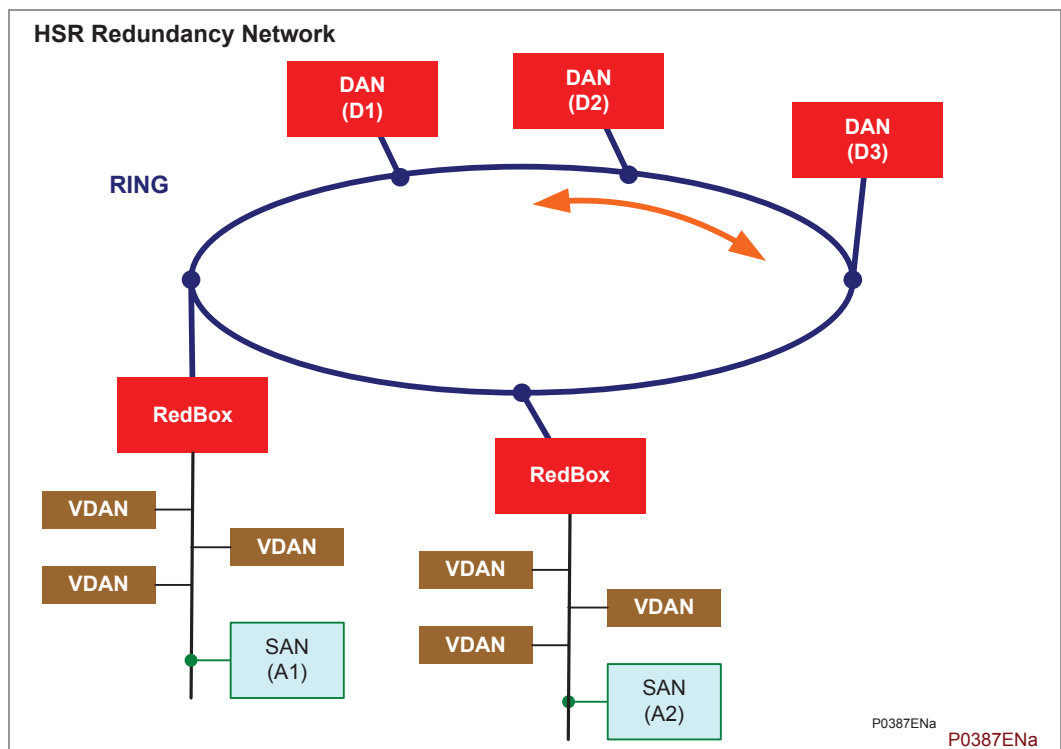 HSR Redundancy Network
DAN
(D1)
DAN
(D2)
DAN
(D3)
RING
RedBox
RedBox
VDAN
VDAN
VDAN
VDAN
VDAN
VDAN
SAN
(A1)
SAN
(A2)
P0387ENa
P0387ENa